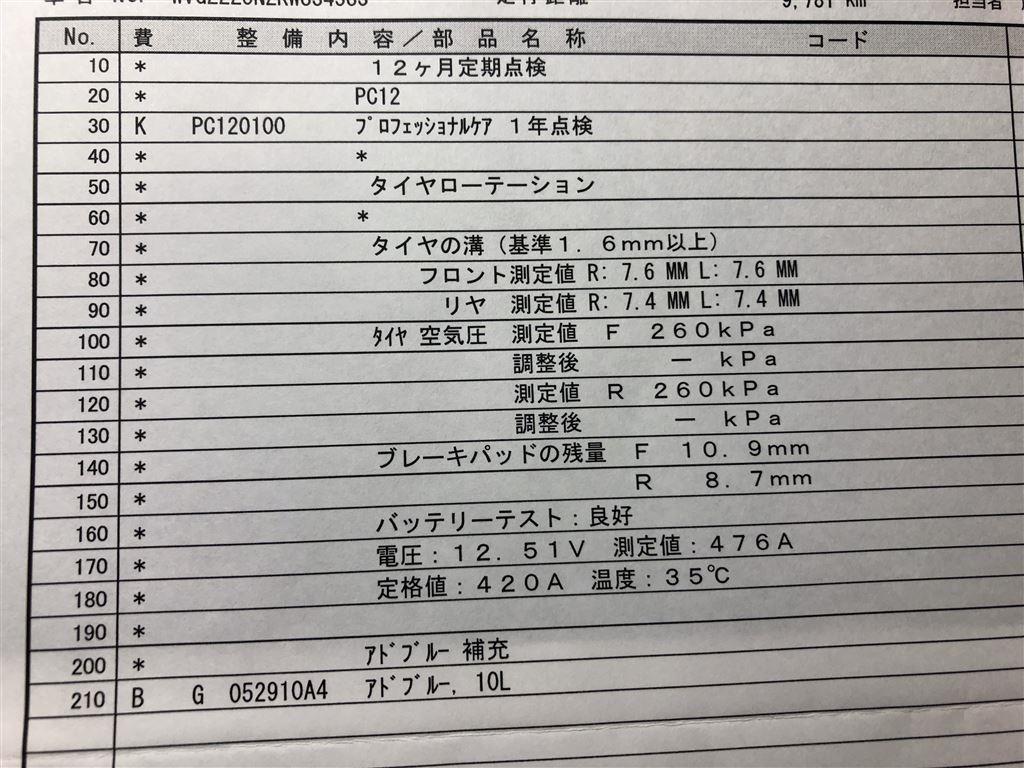 9,781 Km 担当者
No. 費 整備内容／部品名称 コード
10 * １２ヶ月定期点検
20 * PC12
30 K PC120100 ﾌﾟﾛﾌｪｯｼｮﾅﾙｹｱ １年点検
40 * *
50 * タイヤローテーション
60 * *
70 * タイヤの溝（基準１．６ｍｍ以上）
80 * フロント測定値 R: 7.6 MM L: 7.6 MM
90 * リヤ 測定値 R: 7.4 MM L: 7.4 MM
100 * ﾀｲﾔ 空気圧 測定値 Ｆ ２６０ｋＰａ
110 * 調整後 ー ｋＰａ
120 * 測定値 Ｒ ２６０ｋＰａ
130 * 調整後 ー ｋＰａ
140 * ブレーキパッドの残量 Ｆ １０．９ｍｍ
150 * Ｒ ８．７ｍｍ
160 * バッテリーテスト：良好
170 * 電圧：１２．５１Ｖ 測定値：４７６Ａ
180 * 定格値：４２０Ａ 温度：３５℃
190 *
200 * ｱﾄﾞﾌﾞﾙｰ 補充
210 B G 052910A4 ｱﾄﾞﾌﾞﾙｰ, 10L